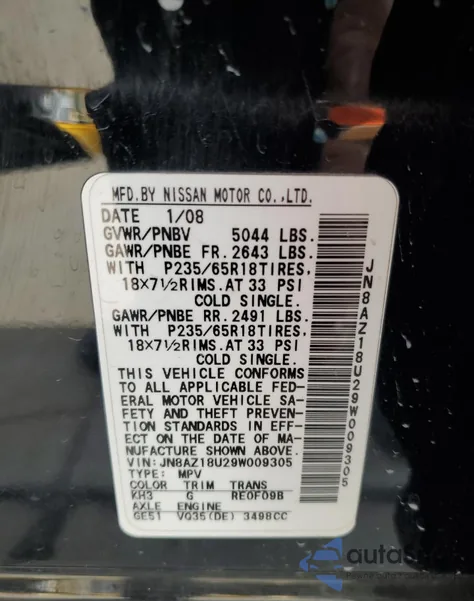 MFD.BY NISSAN MOTOR CO.,LTD.
DATE 1/08
GVWR/PNBV 5044 LBS.
GAWR/PNBE FR. 2643 LBS.
WITH P235/65R18TIRES,
18X7½RIMS.AT 33 PSI
COLD SINGLE.
GAWR/PNBE RR. 2491 LBS.
WITH P235/65R18TIRES,
18X7½RIMS.AT 33 PSI
COLD SINGLE.
THIS VEHICLE CONFORMS
TO ALL APPLICABLE FED-
ERAL MOTOR VEHICLE SA-
FETY AND THEFT PREVEN-
TION STANDARDS IN EFF-
ECT ON THE DATE OF MA-
NUFACTURE SHOWN ABOVE.
VIN:JN8AZ18U29W009305
TYPE: MPV
COLOR TRIM TRANS
KH3 G RE0F09B
AXLE ENGINE
GE51 VQ35(DE) 3498CC
JN8AZ18U29W009305